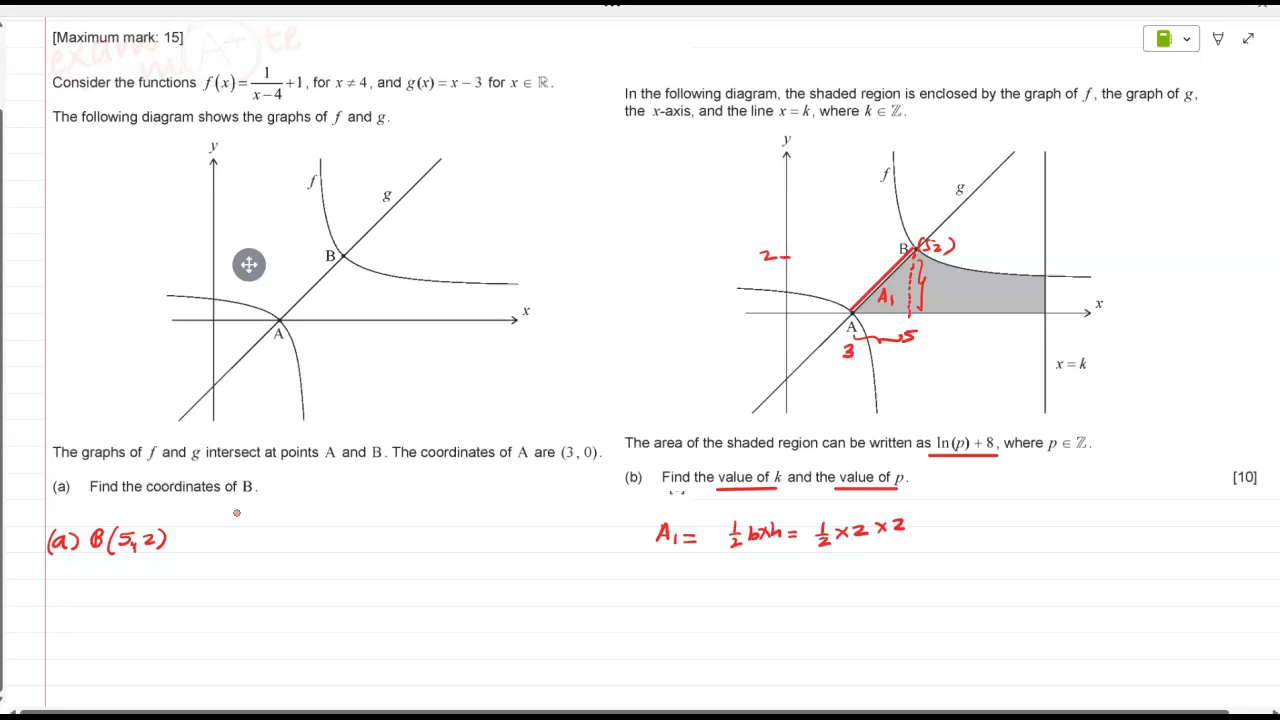 [Maximum mark: 15]
Consider the functions f(x) = 1/(x − 4) + 1, for x ≠ 4, and g(x) = x − 3 for x ∈ ℝ.
The following diagram shows the graphs of f and g.
y
f
g
B
x
A
The graphs of f and g intersect at points A and B. The coordinates of A are (3, 0).
(a) Find the coordinates of B.
(a) B(5, 2)
In the following diagram, the shaded region is enclosed by the graph of f, the graph of g,
the x-axis, and the line x = k, where k ∈ ℤ.
y
f
g
B (5 2)
2
A1
x
A
3
5
x = k
The area of the shaded region can be written as ln(p) + 8, where p ∈ ℤ.
(b) Find the value of k and the value of p. [10]
A1 = 1/2 b×h = 1/2 × 2 × 2